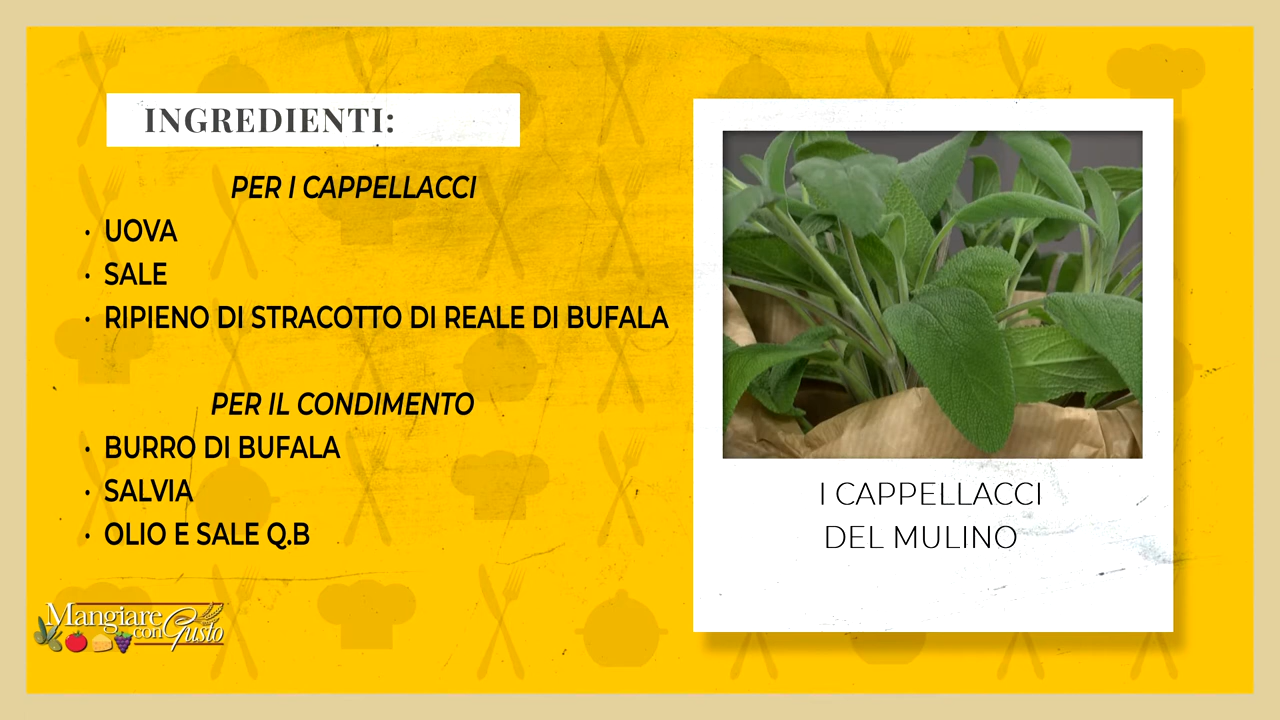 INGREDIENTI:
PER I CAPPELLACCI
• UOVA
• SALE
• RIPIENO DI STRACOTTO DI REALE DI BUFALA
PER IL CONDIMENTO
• BURRO DI BUFALA
• SALVIA
• OLIO E SALE Q.B
I CAPPELLACCI
DEL MULINO
Mangiare
con Gusto